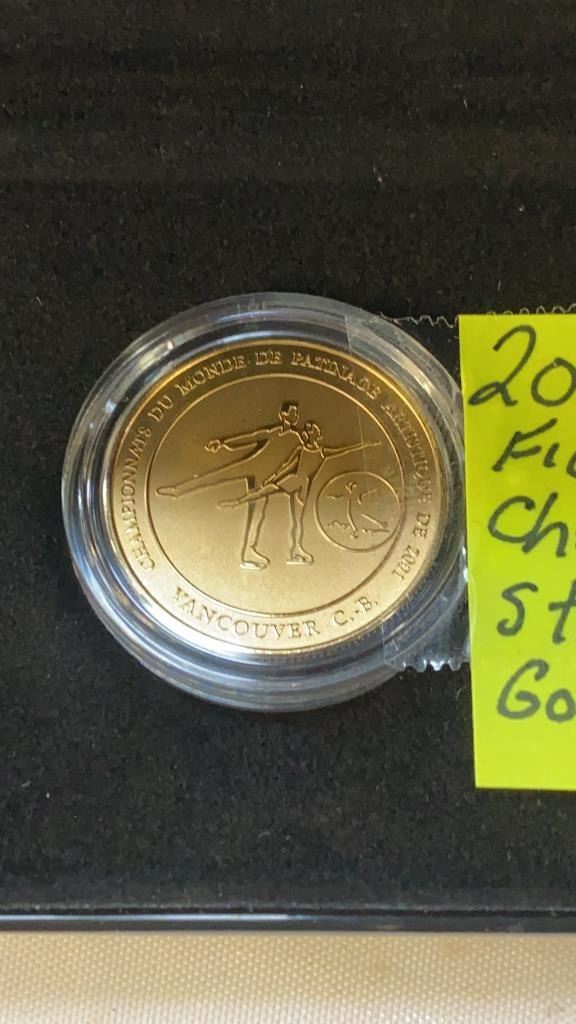 CHAMPIONNATS DU MONDE DE PATINAGE ARTISTIQUE DE 2001
VANCOUVER C.-B.
20
Fi
Ch
St
Go